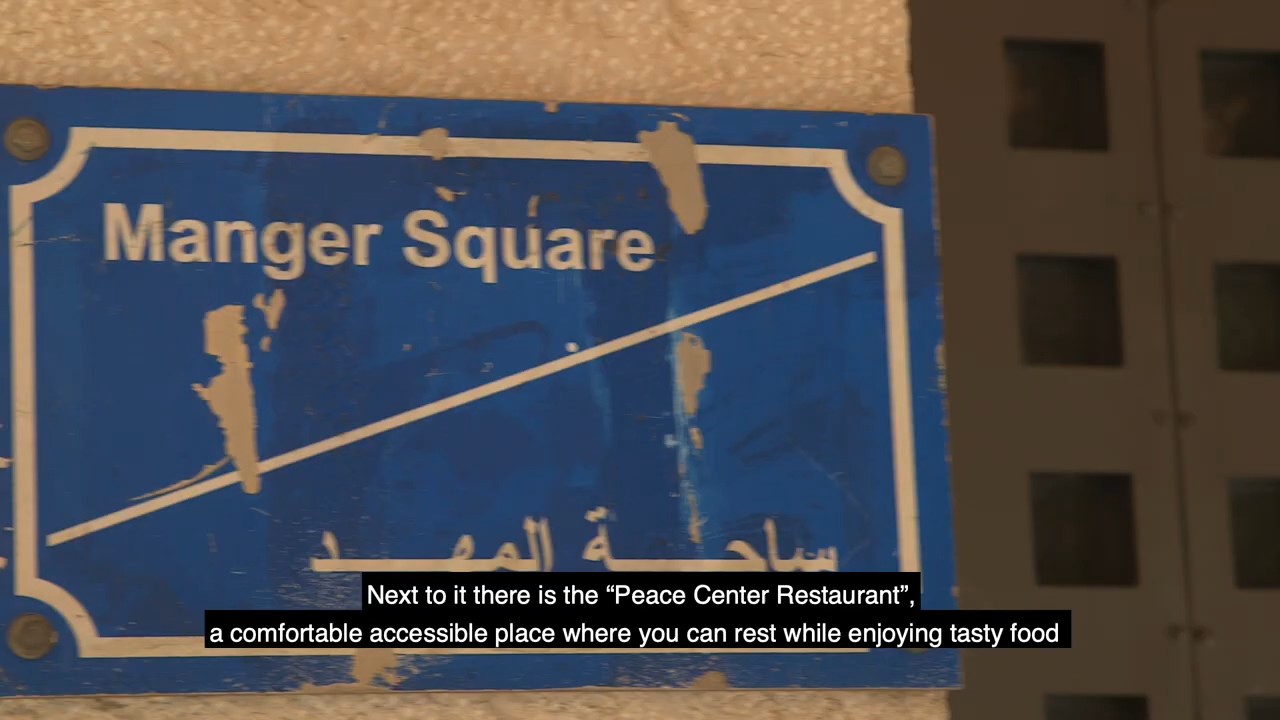 Manger Square
ساحة المهد
Next to it there is the “Peace Center Restaurant”,
a comfortable accessible place where you can rest while enjoying tasty food